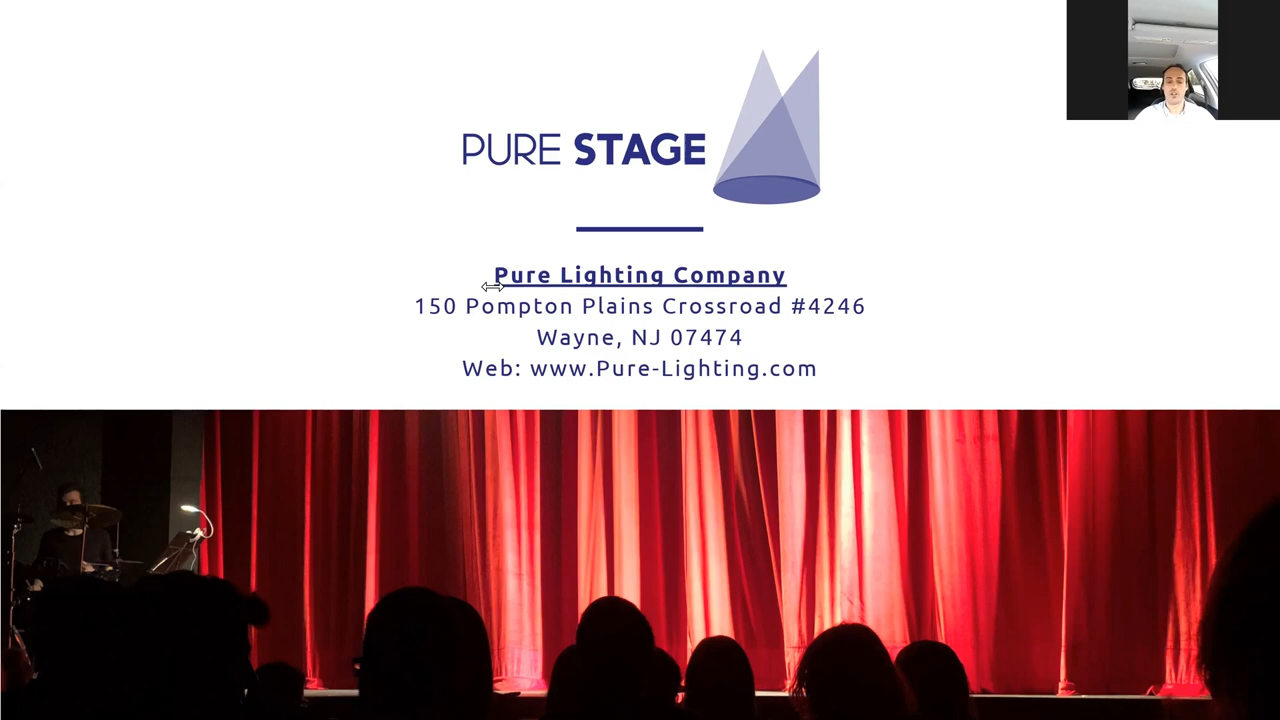 PURE STAGE
Pure Lighting Company
150 Pompton Plains Crossroad #4246
Wayne, NJ 07474
Web: www.Pure-Lighting.com